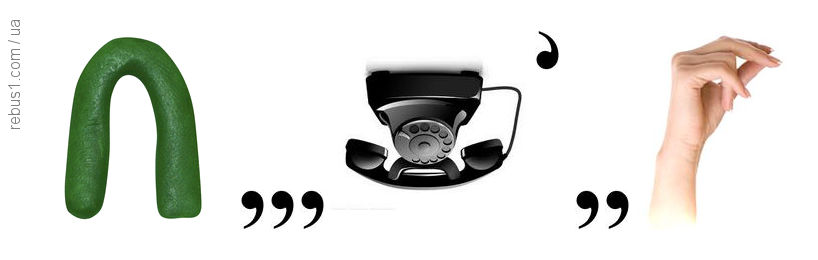 rebus1.com/ua
Л ,,, , ,,